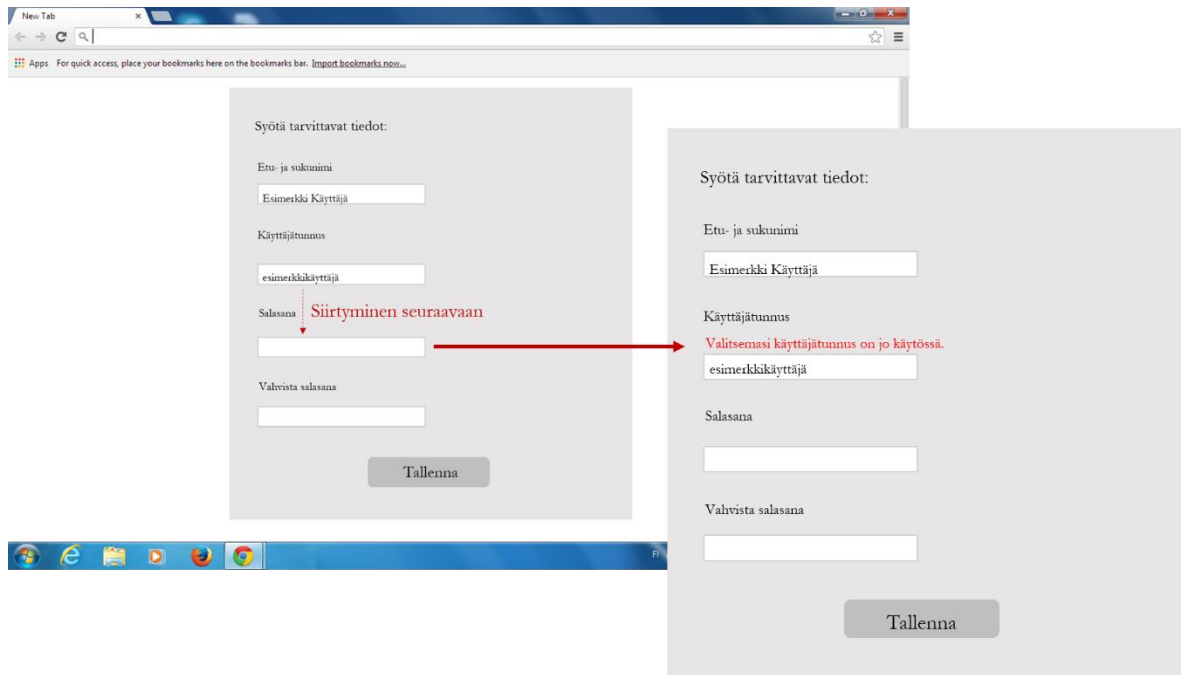 New Tab
Apps For quick access, place your bookmarks here on the bookmarks bar. Import bookmarks now...
Syötä tarvittavat tiedot:
Etu- ja sukunimi
Esimerkki Käyttäjä
Käyttäjätunnus
esimerkkikäyttäjä
Salasana
Siirtyminen seuraavaan
Vahvista salasana
Tallenna
FI
Syötä tarvittavat tiedot:
Etu- ja sukunimi
Esimerkki Käyttäjä
Käyttäjätunnus
Valitsemasi käyttäjätunnus on jo käytössä.
esimerkkikäyttäjä
Salasana
Vahvista salasana
Tallenna